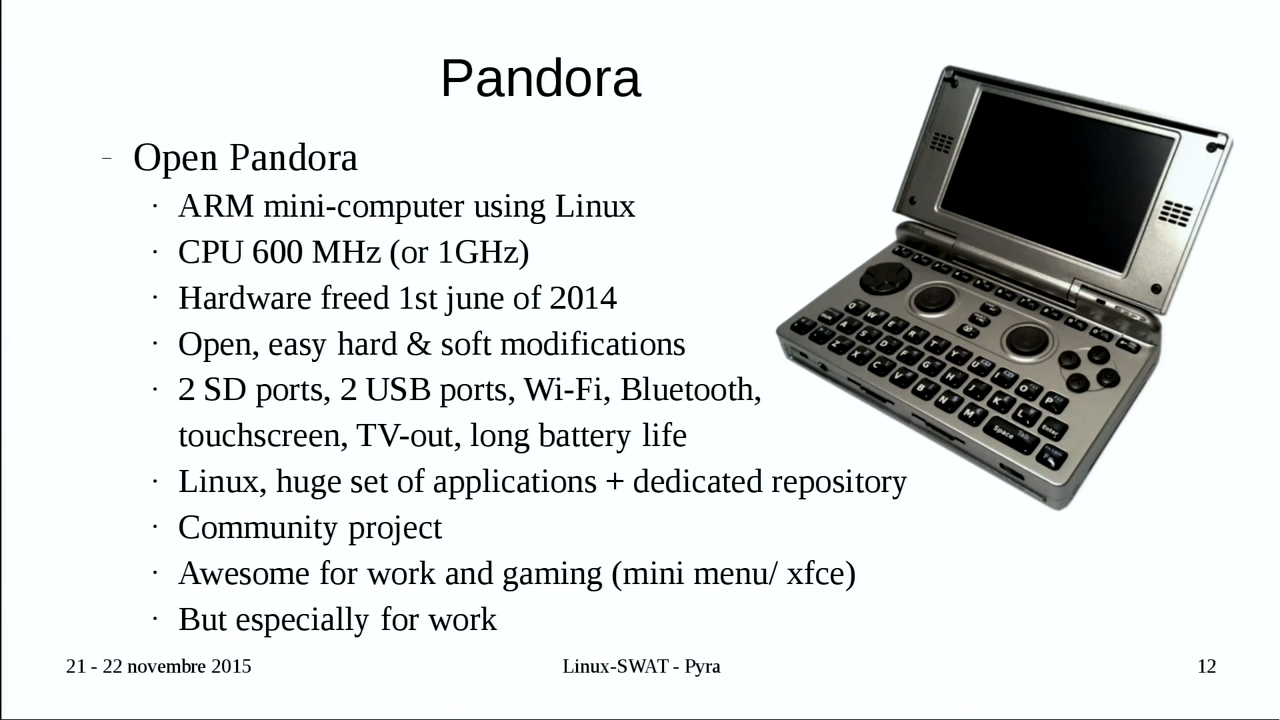 Pandora
– Open Pandora
· ARM mini-computer using Linux
· CPU 600 MHz (or 1GHz)
· Hardware freed 1st june of 2014
· Open, easy hard & soft modifications
· 2 SD ports, 2 USB ports, Wi-Fi, Bluetooth,
touchscreen, TV-out, long battery life
· Linux, huge set of applications + dedicated repository
· Community project
· Awesome for work and gaming (mini menu/ xfce)
· But especially for work
Q W E R T Y U I O P
A S D F G H J K L Enter
Z X C V B N M Space Tab
21 - 22 novembre 2015
Linux-SWAT - Pyra
12